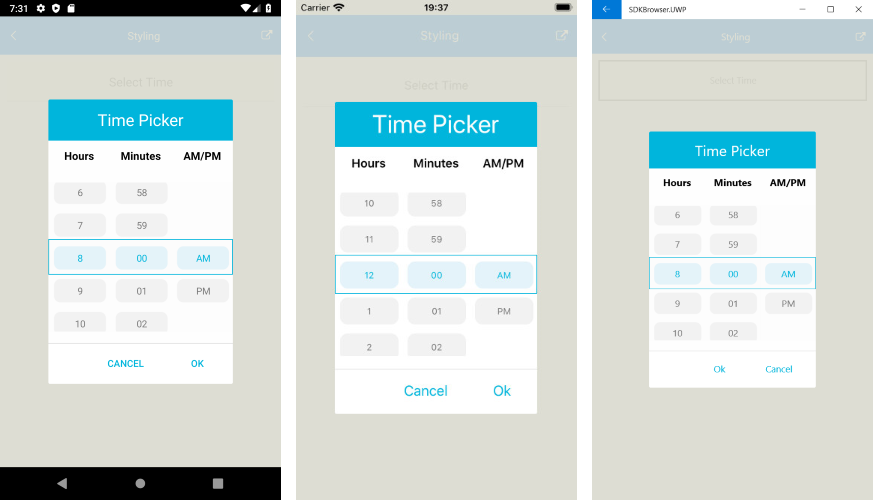 7:31
Styling
Select Time
Time Picker
Hours Minutes AM/PM
6 58
7 59
8 00 AM
9 01 PM
10 02
CANCEL OK
Carrier 19:37
Styling
Select Time
Time Picker
Hours Minutes AM/PM
10 58
11 59
12 00 AM
1 01 PM
2 02
Cancel Ok
SDKBrowser.UWP
Styling
Select Time
Time Picker
Hours Minutes AM/PM
6 58
7 59
8 00 AM
9 01 PM
10 02
Ok Cancel